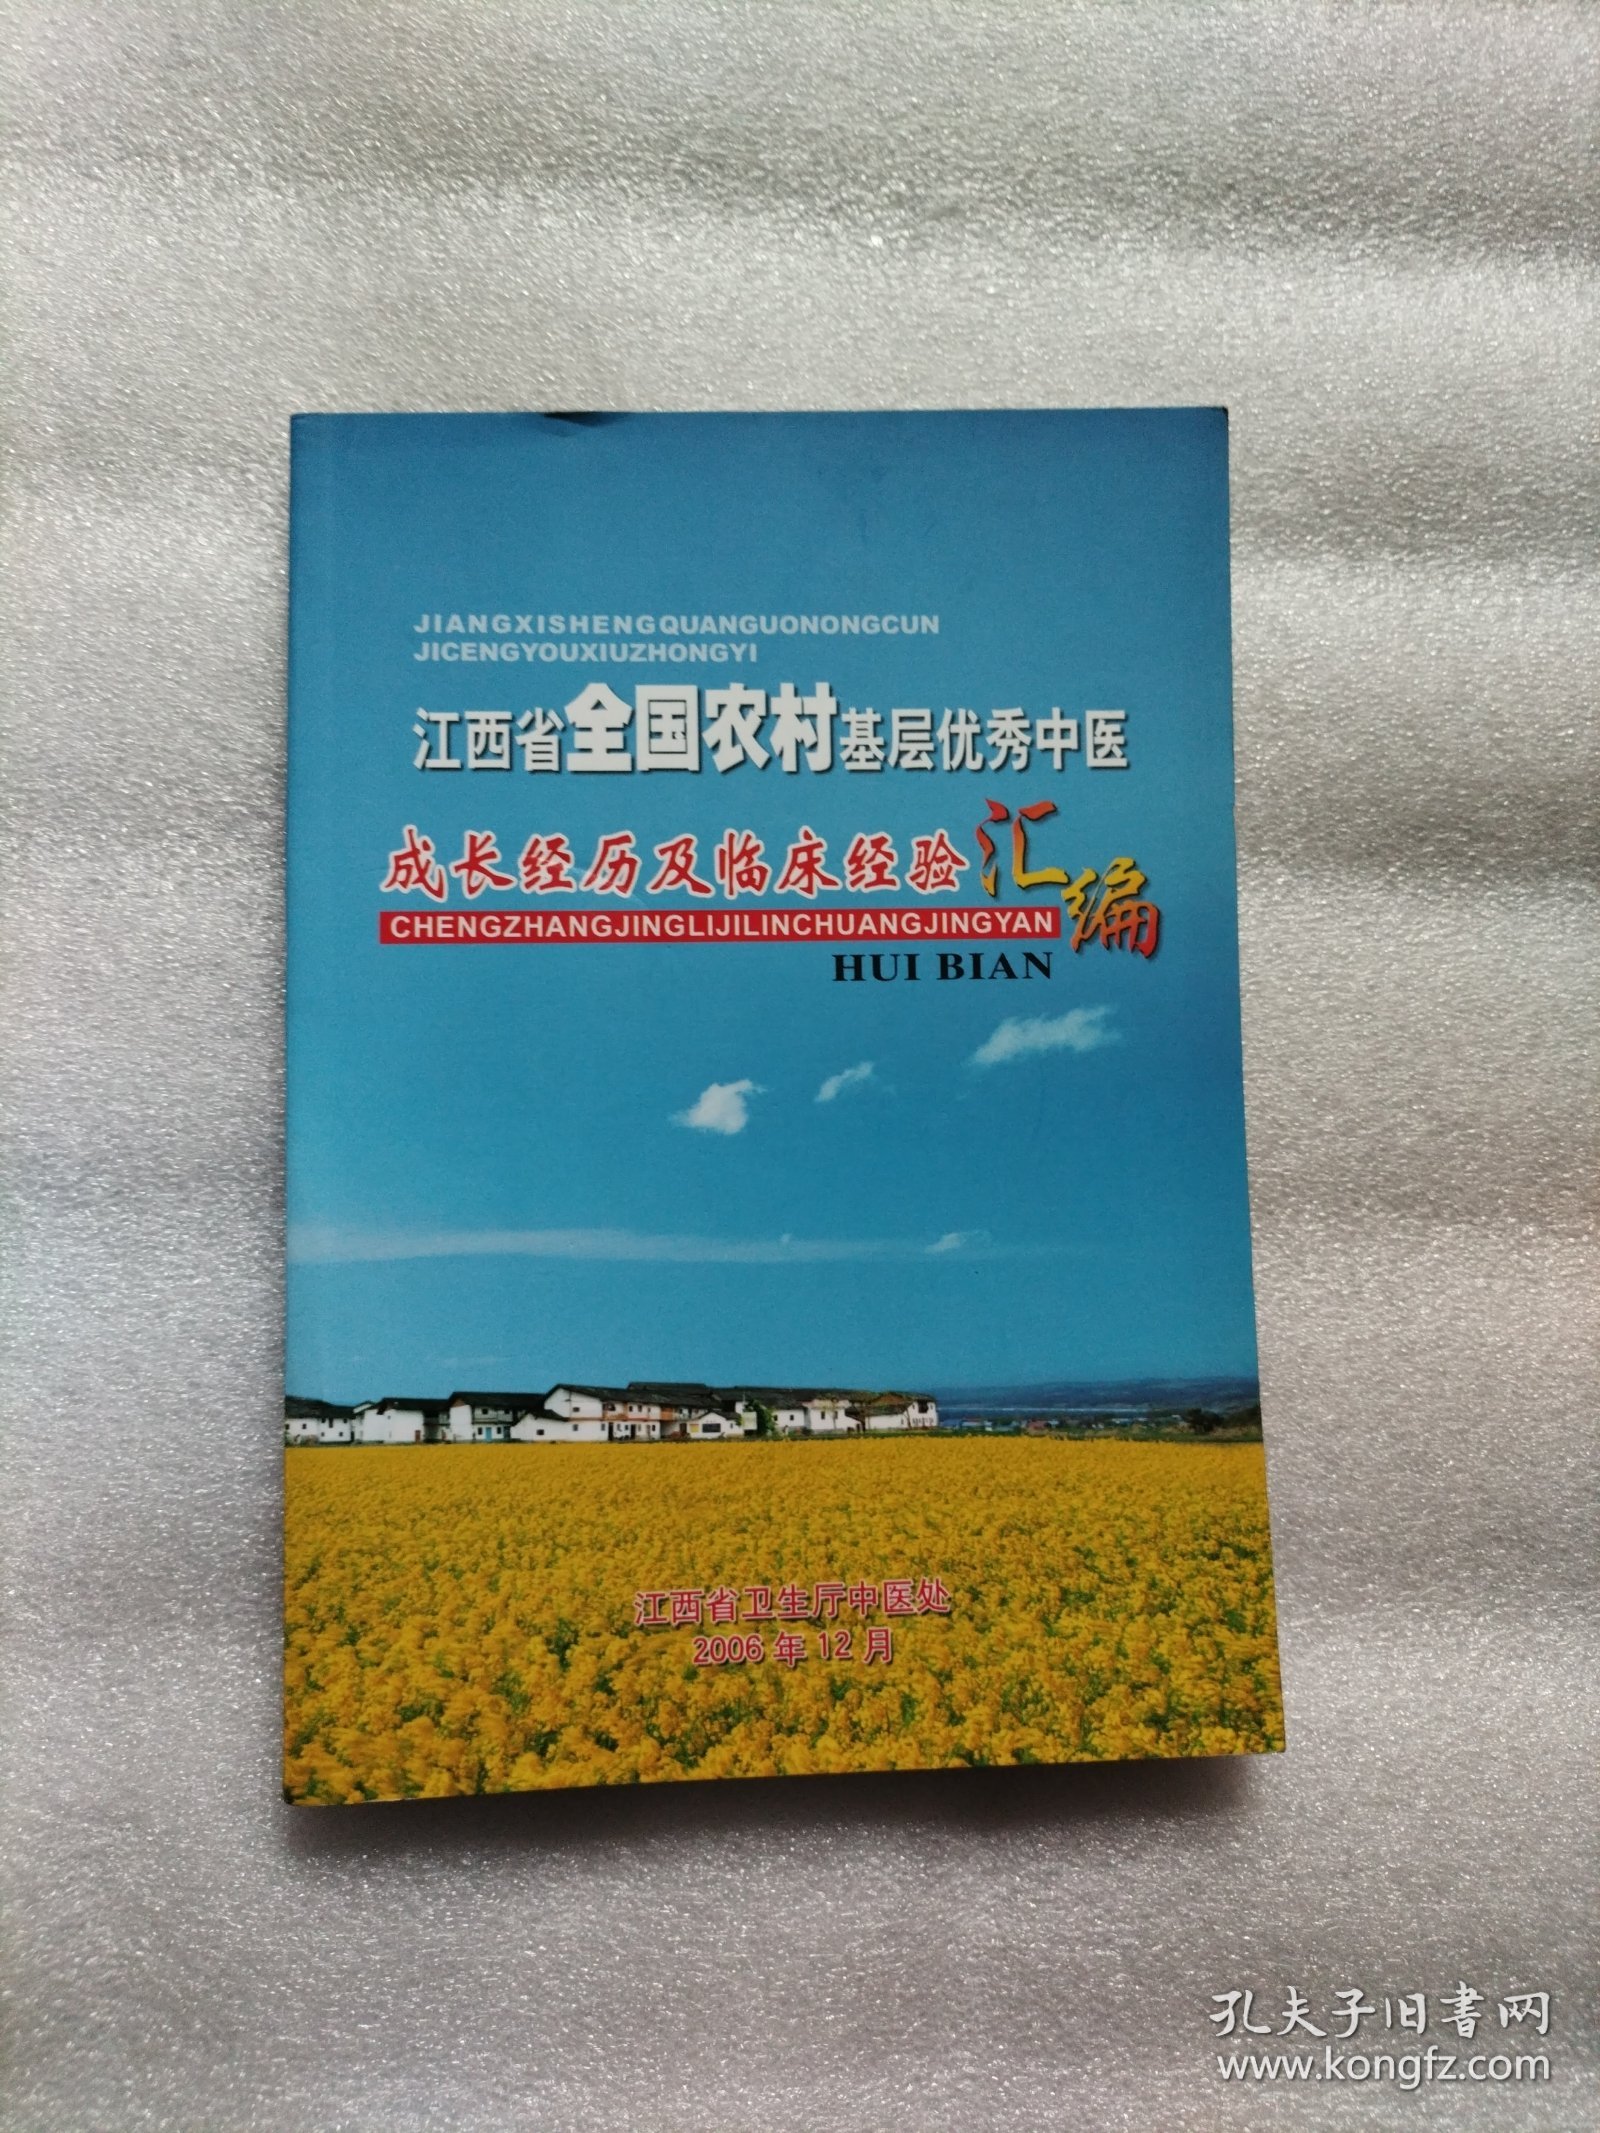 JIANGXISHENGQUANGUONONGCUN
JICENGYOUXIUZHONGYI
江西省全国农村基层优秀中医
成长经历及临床经验汇编
CHENGZHANGJINGLIJILINCHUANGJINGYAN
HUI BIAN
江西省卫生厅中医处
2006年12月
孔夫子旧书网
www.kongfz.com